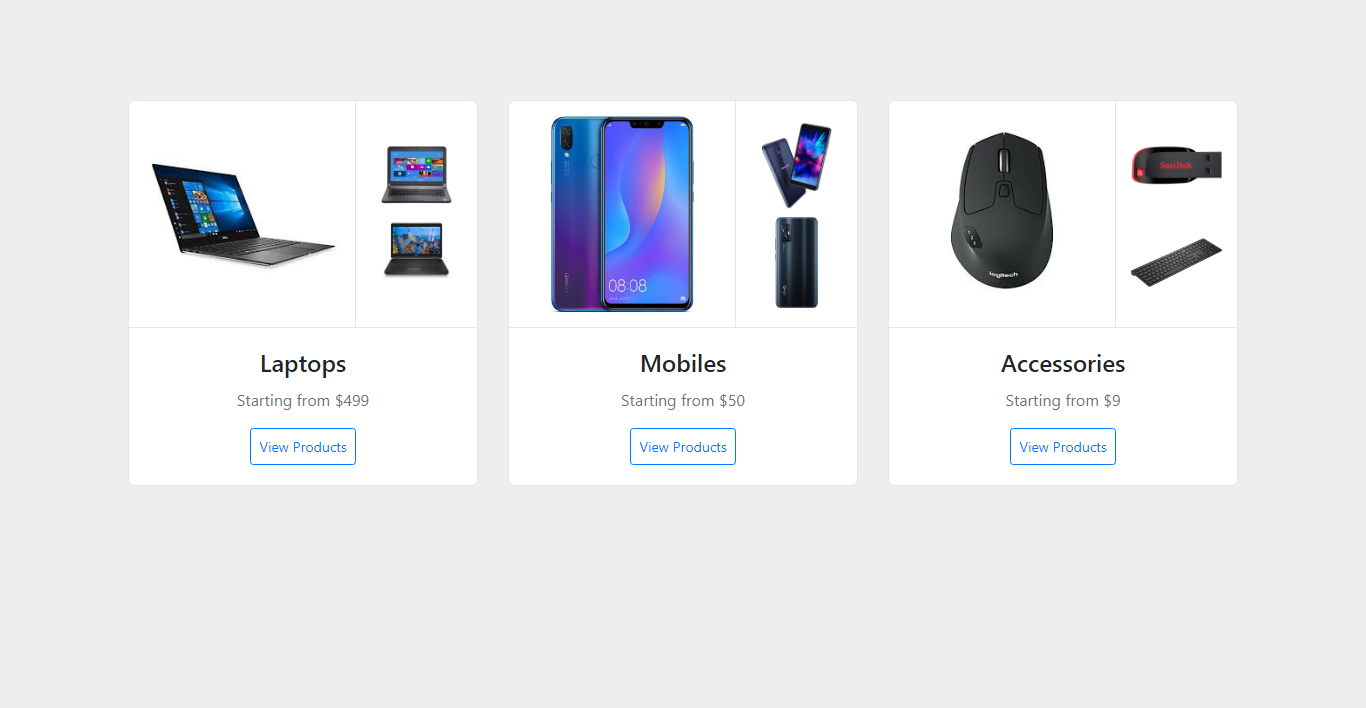 08:08
logitech
SanDisk
Laptops
Starting from $499
View Products
Mobiles
Starting from $50
View Products
Accessories
Starting from $9
View Products